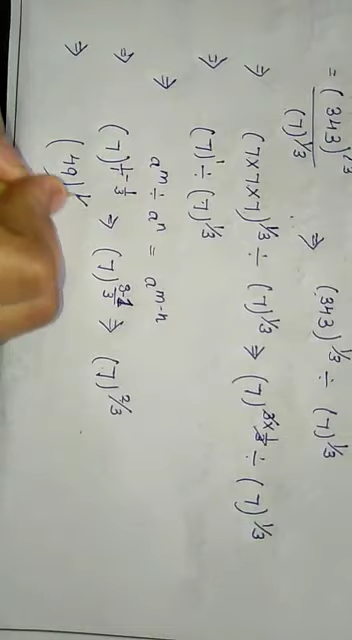 = (343)^1/3 / (7)^1/3 ⇒ (343)^1/3 ÷ (7)^1/3
⇒ (7×7×7)^1/3 ÷ (7)^1/3 ⇒ (7)^3×1/3 ÷ (7)^1/3
⇒ (7)^1 ÷ (7)^1/3
⇒ a^m ÷ a^n = a^m-n
⇒ (7)^1/1-1/3 ⇒ (7)^3-1/3 ⇒ (7)^2/3
⇒ (49)